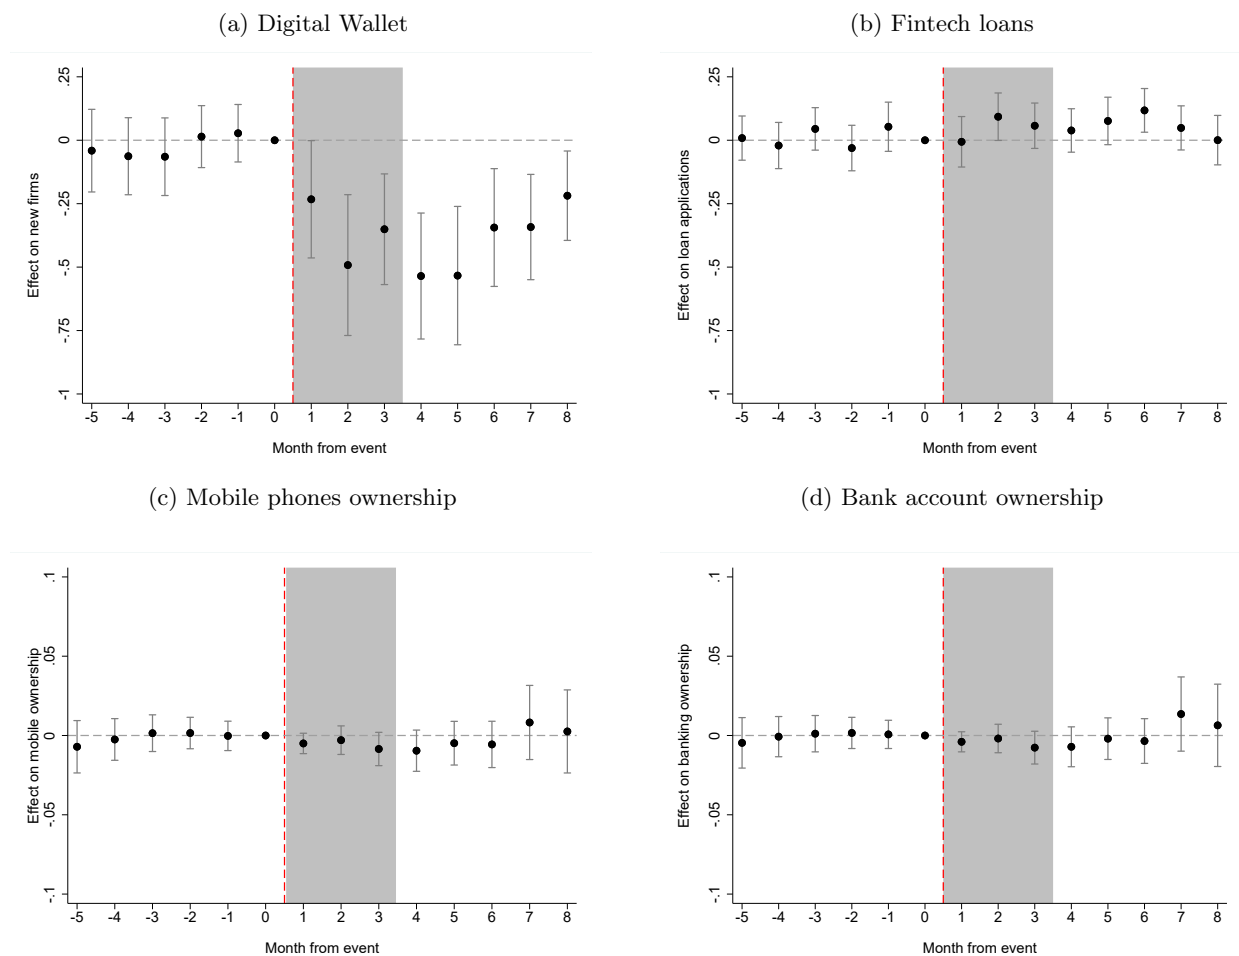 (a) Digital Wallet
Effect on new firms
.25
0
-.25
-.5
-.75
-1
-5 -4 -3 -2 -1 0 1 2 3 4 5 6 7 8
Month from event
(b) Fintech loans
Effect on loan applications
.25
0
-.25
-.5
-.75
-1
-5 -4 -3 -2 -1 0 1 2 3 4 5 6 7 8
Month from event
(c) Mobile phones ownership
Effect on mobile ownership
.1
.05
0
-.05
-.1
-5 -4 -3 -2 -1 0 1 2 3 4 5 6 7 8
Month from event
(d) Bank account ownership
Effect on banking ownership
.1
.05
0
-.05
-.1
-5 -4 -3 -2 -1 0 1 2 3 4 5 6 7 8
Month from event